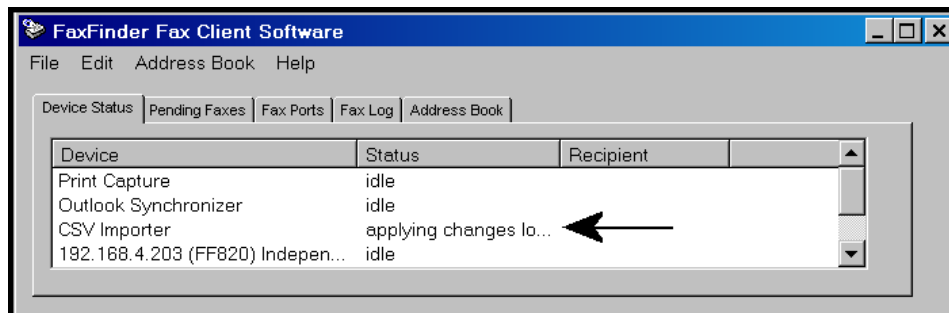 FaxFinder Fax Client Software
File Edit Address Book Help
Device Status Pending Faxes Fax Ports Fax Log Address Book
Device Status Recipient
Print Capture idle
Outlook Synchronizer idle
CSV Importer applying changes lo...
192.168.4.203 (FF820) Indepen... idle